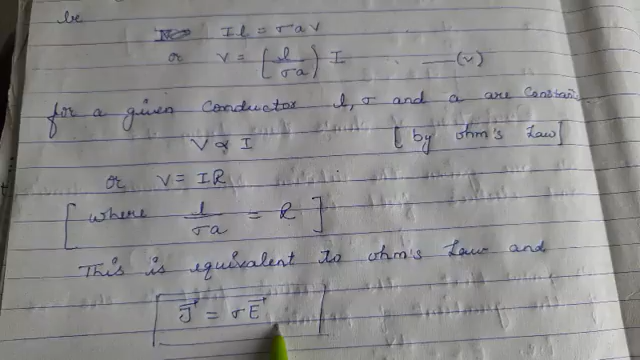 be
Il = σaV
or V = [l/σa] I —(v)
for a given conductor l, σ and a are constant
V ∝ I [by ohm's Law]
or V = IR
[where l/σa = R]
This is equivalent to ohm's Law and
J⃗ = σE⃗